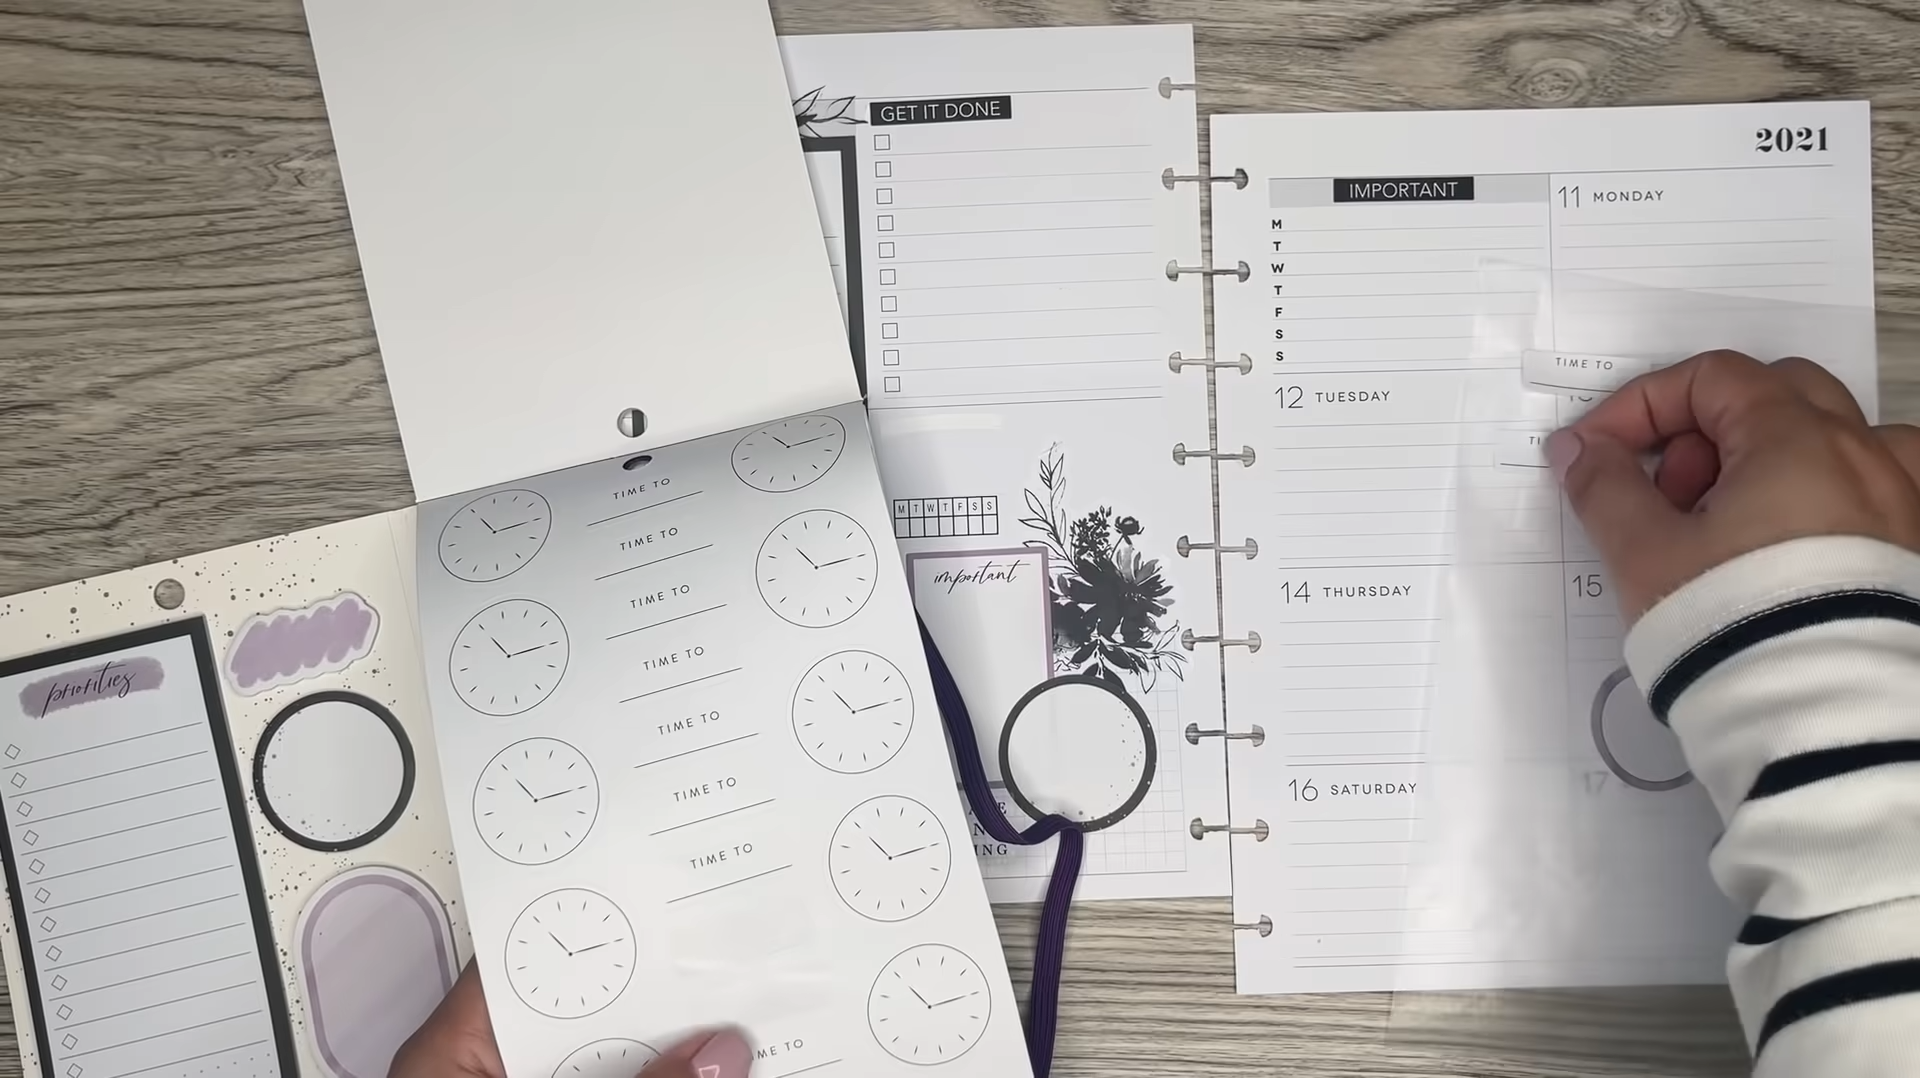 GET IT DONE
2021
IMPORTANT
M
T
W
T
F
S
S
11 MONDAY
TIME TO
12 TUESDAY
14 THURSDAY
15
16 SATURDAY
17
M T W T F S S
important
priorities
TIME TO
TIME TO
TIME TO
TIME TO
TIME TO
TIME TO
TIME TO